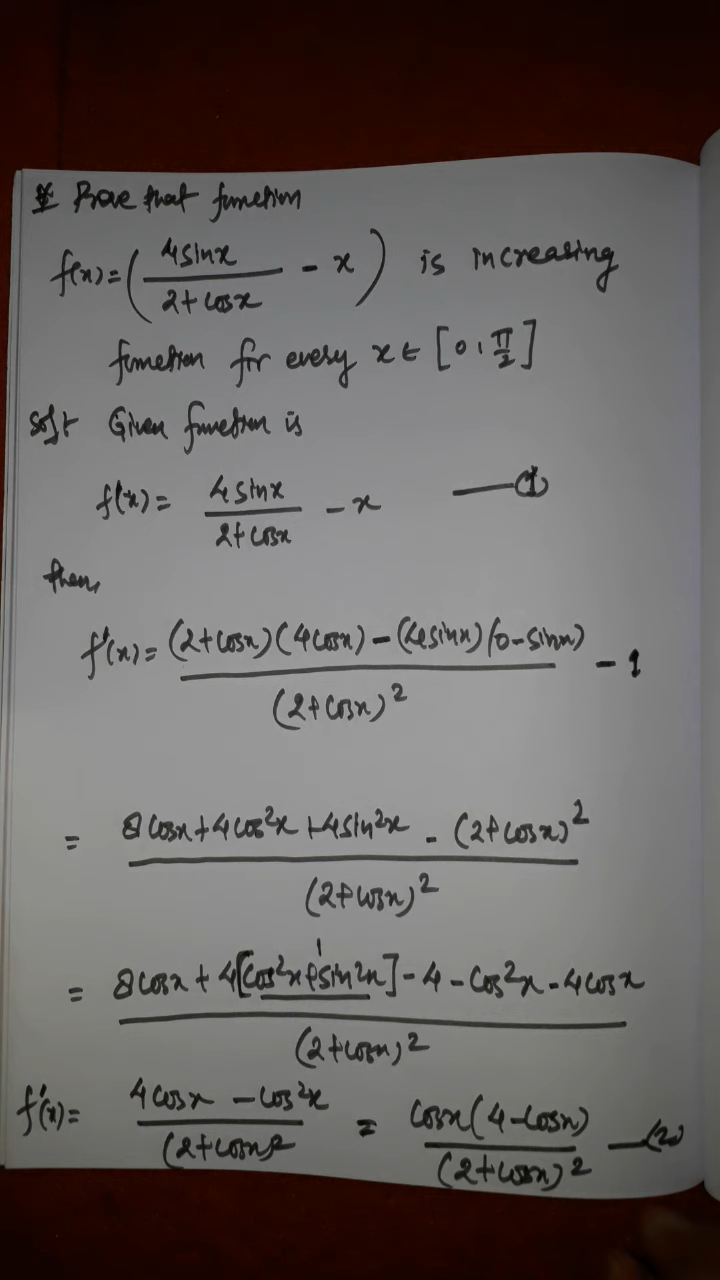 Prove that function
f(x) = ( 4sinx / 2+cosx - x ) is increasing
function for every x ∈ [0, π/2]
Soln Given function is
f(x) = 4sinx / 2+cosx - x —(1)
then,
f'(x) = (2+cosx)(4cosx) - (4sinx)(0-sinx) / (2+cosx)² - 1
= 8cosx + 4cos²x + 4sin²x - (2+cosx)² / (2+cosx)²
= 8cosx + 4[cos²x + sin²x] 1 - 4 - cos²x - 4cosx / (2+cosx)²
f'(x) = 4cosx - cos²x / (2+cosx)² = cosx(4-cosx) / (2+cosx)² —(2)